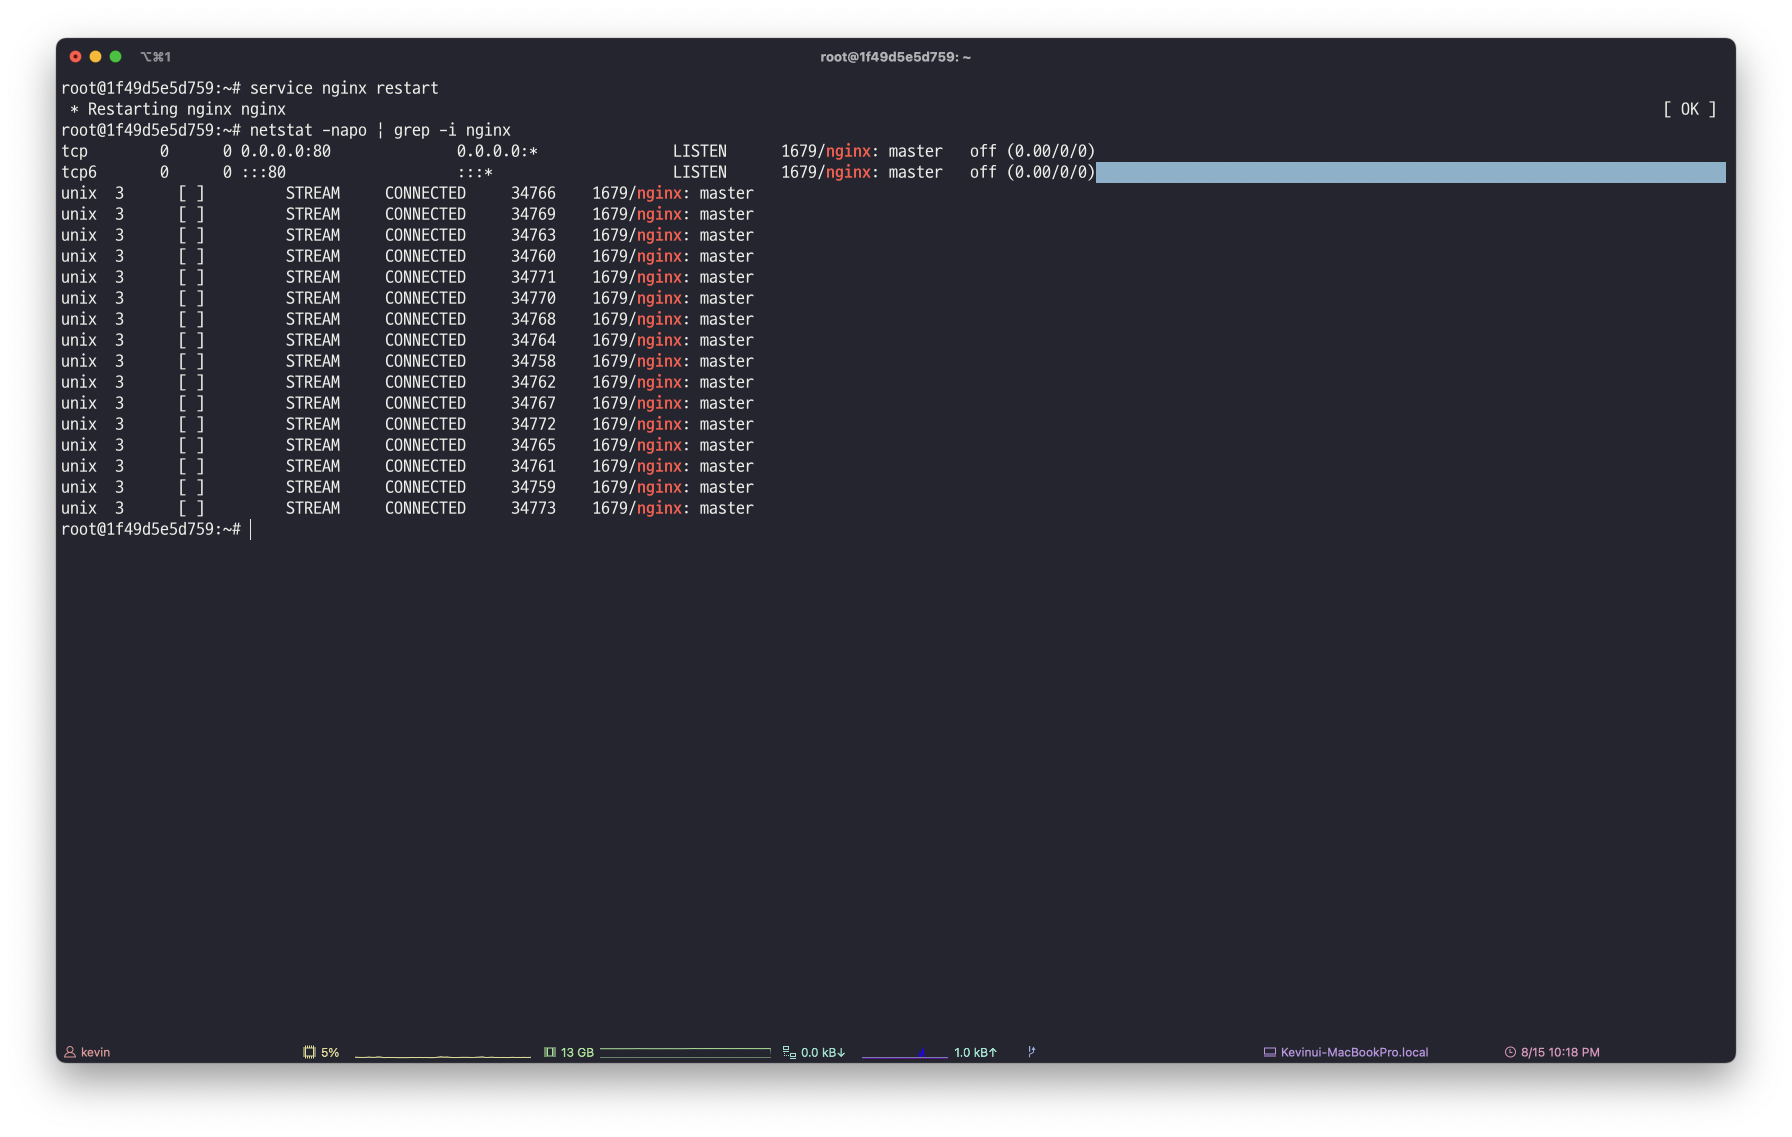 ⌥⌘1 root@1f49d5e5d759: ~
root@1f49d5e5d759:~# service nginx restart
 * Restarting nginx nginx [ OK ]
root@1f49d5e5d759:~# netstat -napo | grep -i nginx
tcp 0 0 0.0.0.0:80 0.0.0.0:* LISTEN 1679/nginx: master off (0.00/0/0)
tcp6 0 0 :::80 :::* LISTEN 1679/nginx: master off (0.00/0/0)
unix 3 [ ] STREAM CONNECTED 34766 1679/nginx: master
unix 3 [ ] STREAM CONNECTED 34769 1679/nginx: master
unix 3 [ ] STREAM CONNECTED 34763 1679/nginx: master
unix 3 [ ] STREAM CONNECTED 34760 1679/nginx: master
unix 3 [ ] STREAM CONNECTED 34771 1679/nginx: master
unix 3 [ ] STREAM CONNECTED 34770 1679/nginx: master
unix 3 [ ] STREAM CONNECTED 34768 1679/nginx: master
unix 3 [ ] STREAM CONNECTED 34764 1679/nginx: master
unix 3 [ ] STREAM CONNECTED 34758 1679/nginx: master
unix 3 [ ] STREAM CONNECTED 34762 1679/nginx: master
unix 3 [ ] STREAM CONNECTED 34767 1679/nginx: master
unix 3 [ ] STREAM CONNECTED 34772 1679/nginx: master
unix 3 [ ] STREAM CONNECTED 34765 1679/nginx: master
unix 3 [ ] STREAM CONNECTED 34761 1679/nginx: master
unix 3 [ ] STREAM CONNECTED 34759 1679/nginx: master
unix 3 [ ] STREAM CONNECTED 34773 1679/nginx: master
root@1f49d5e5d759:~#
kevin 5% 13 GB 0.0 kB↓ 1.0 kB↑ Kevinui-MacBookPro.local 8/15 10:18 PM